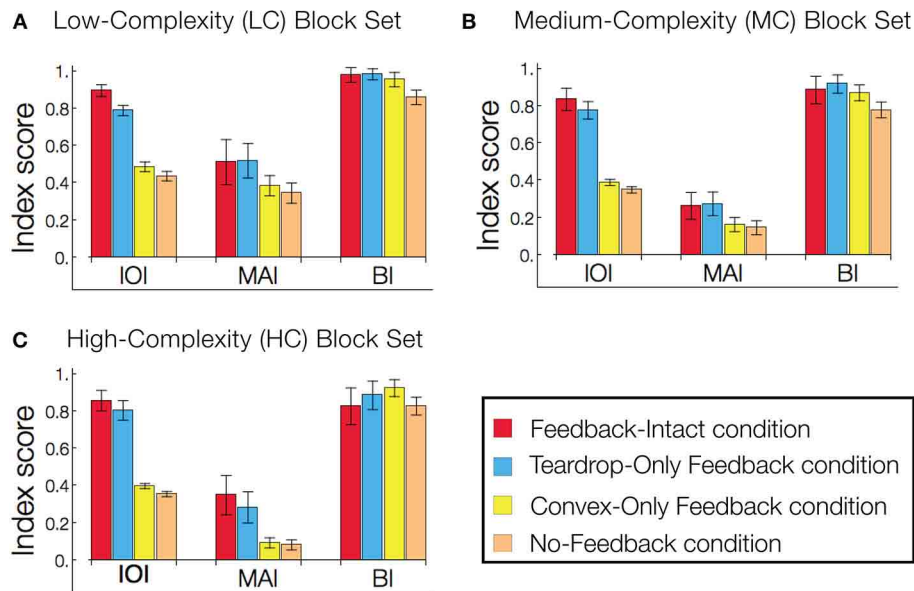 A Low-Complexity (LC) Block Set
B Medium-Complexity (MC) Block Set
Index score
1.
0.8
0.6
0.4
0.2
0.
IOI MAI BI
Index score
1.
0.8
0.6
0.4
0.2
0.
IOI MAI BI
C High-Complexity (HC) Block Set
Index score
1.
0.8
0.6
0.4
0.2
0.
IOI MAI BI
Feedback-Intact condition
Teardrop-Only Feedback condition
Convex-Only Feedback condition
No-Feedback condition